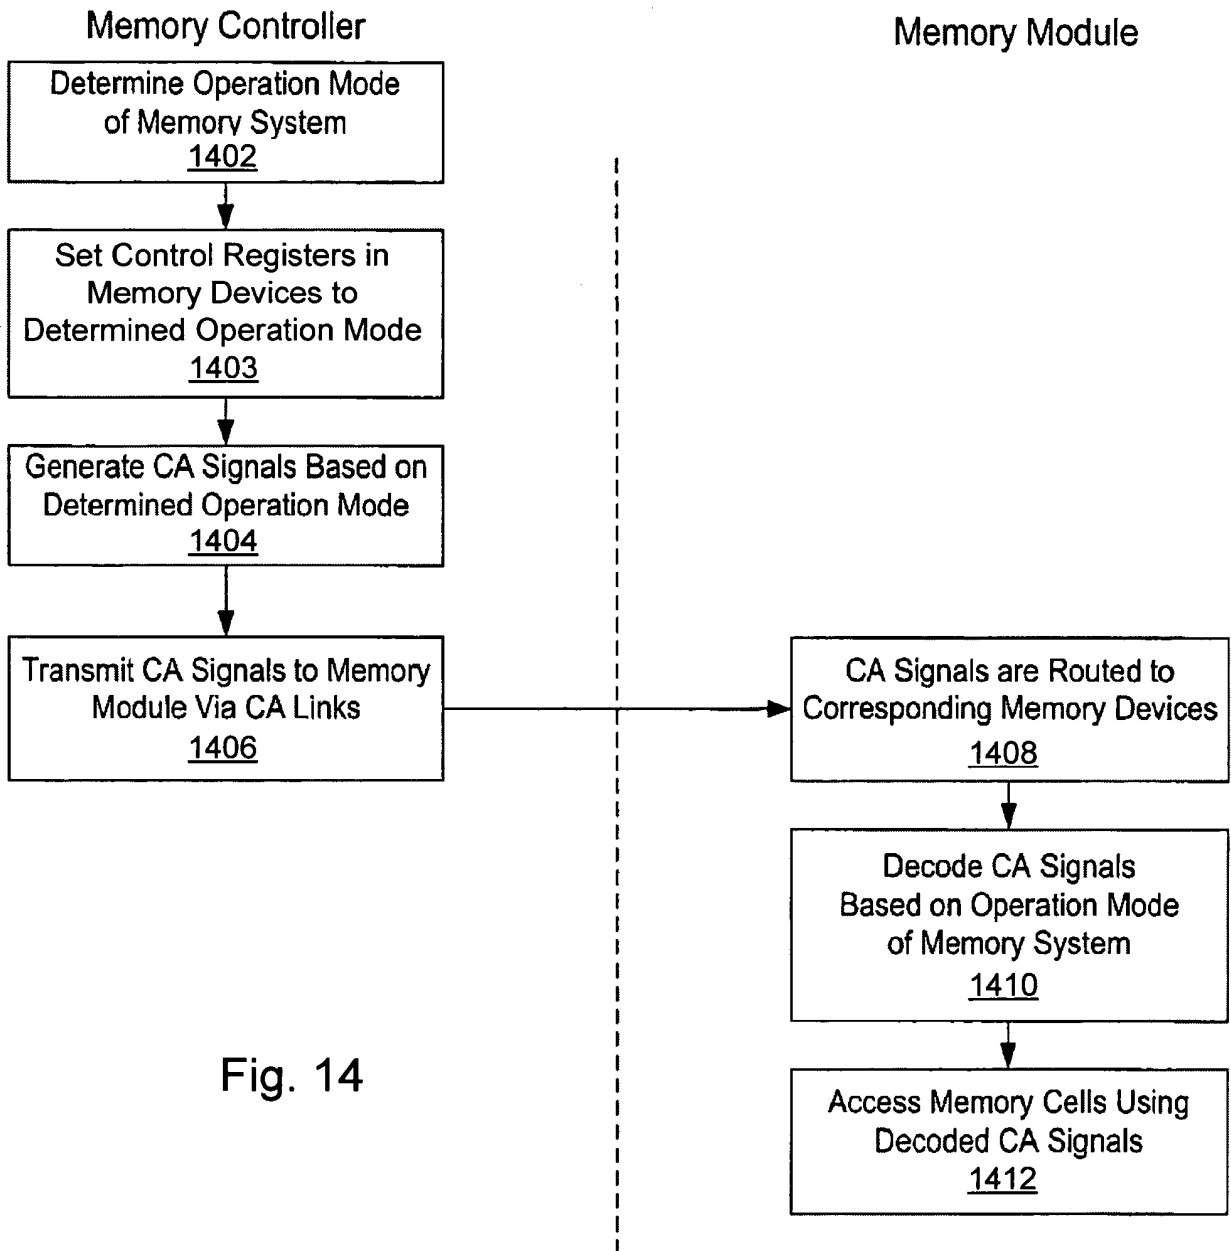 Memory Controller
Determine Operation Mode
of Memory System
1402
Set Control Registers in
Memory Devices to
Determined Operation Mode
1403
Generate CA Signals Based on
Determined Operation Mode
1404
Transmit CA Signals to Memory
Module Via CA Links
1406
Memory Module
CA Signals are Routed to
Corresponding Memory Devices
1408
Decode CA Signals
Based on Operation Mode
of Memory System
1410
Access Memory Cells Using
Decoded CA Signals
1412
Fig. 14